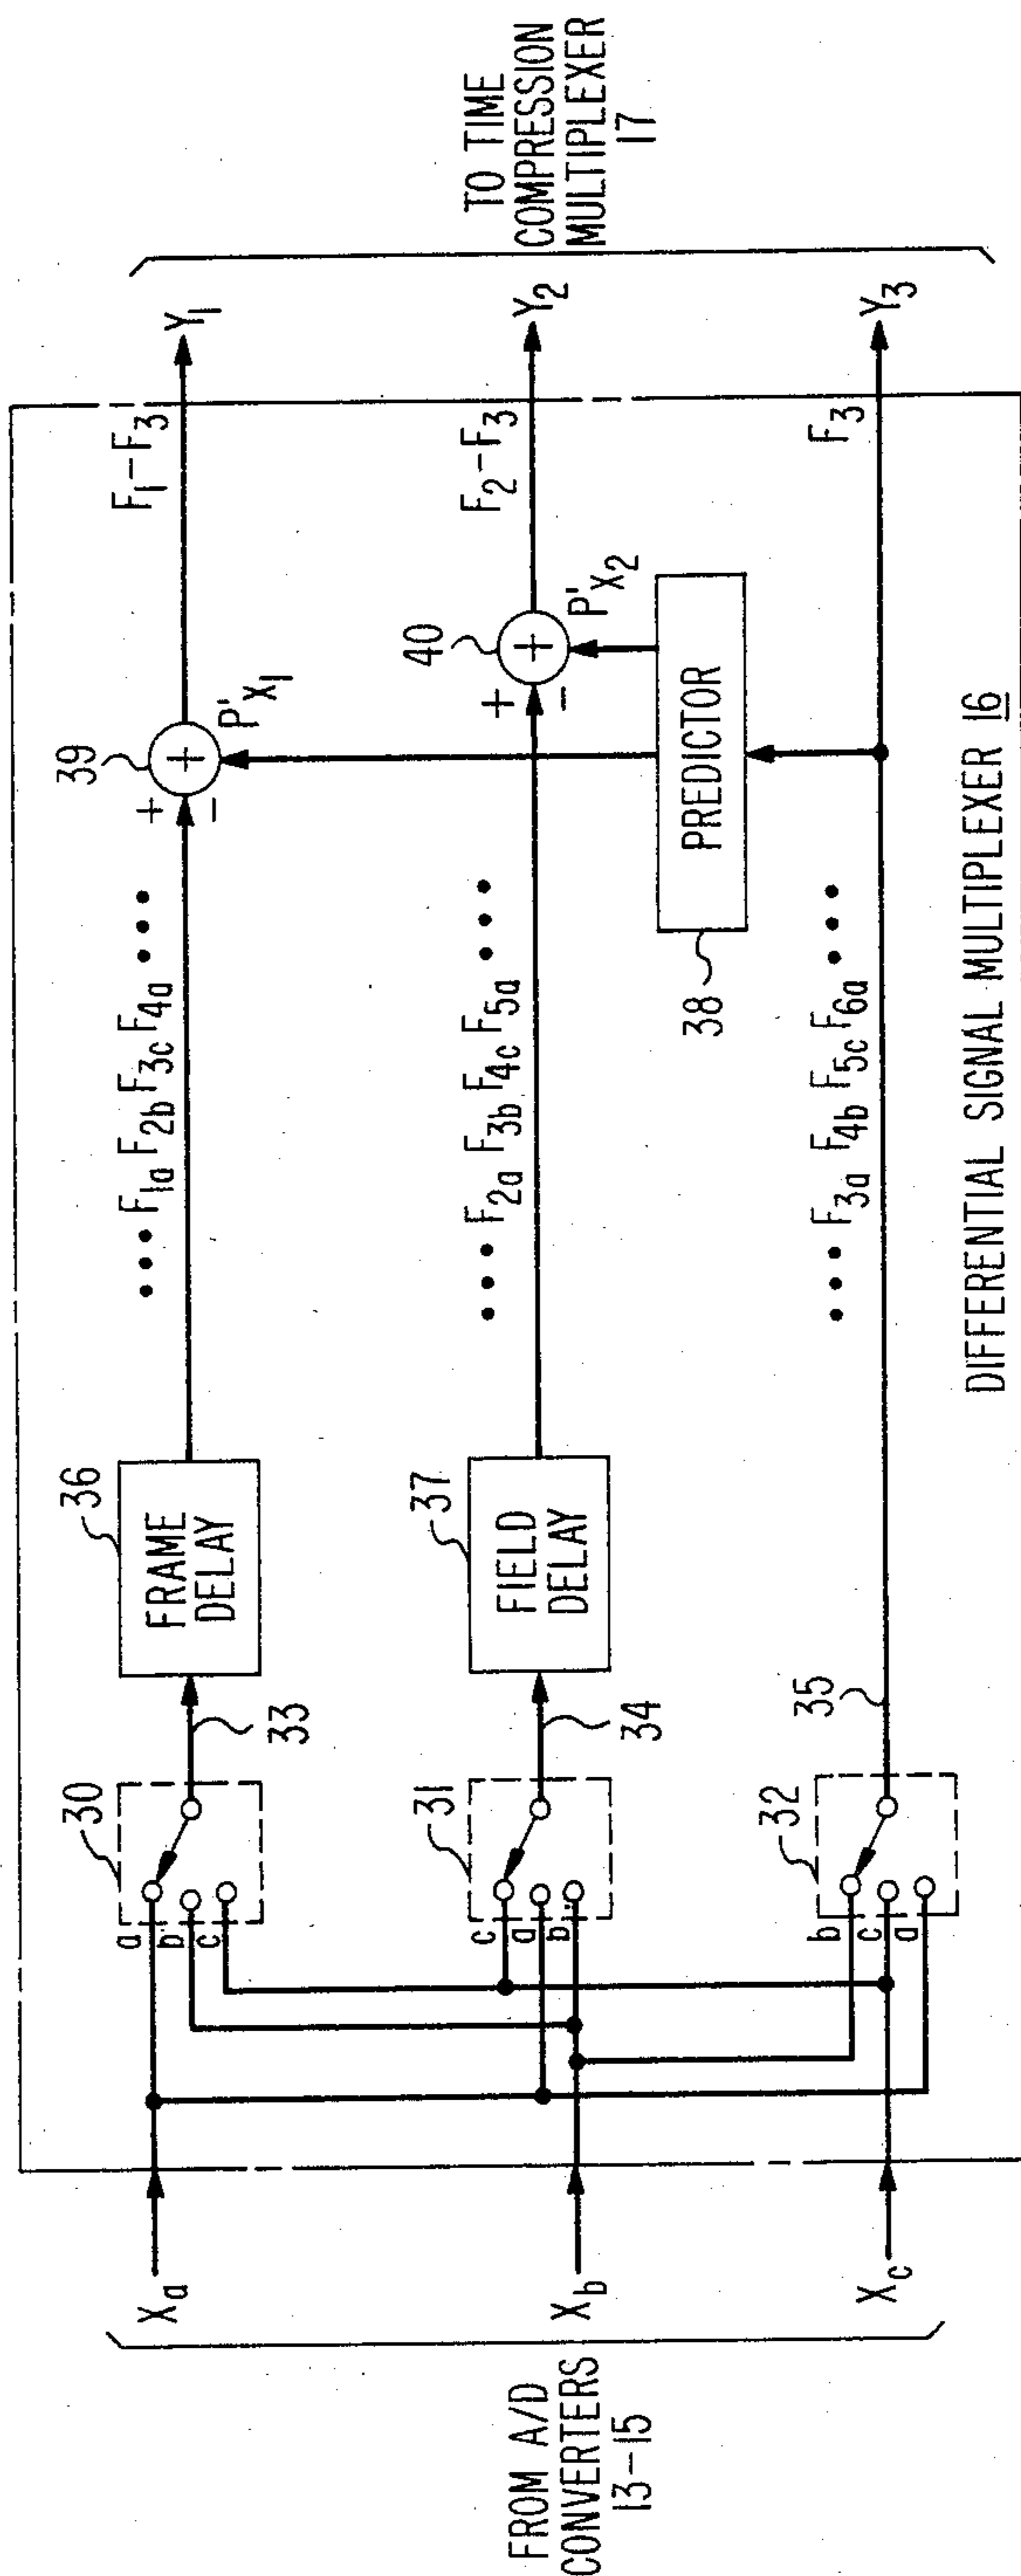 FROM A/D
CONVERTERS
13-15
Xa
Xb
Xc
30
a
b
c
33
36
FRAME
DELAY
••• F1a F2b F3c F4a •••
39
+
+
−
P'X1
F1−F3
Y1
31
c
a
b
34
37
FIELD
DELAY
••• F2a F3b F4c F5a •••
40
+
+
−
P'X2
F2−F3
Y2
32
b
c
a
35
••• F3a F4b F5c F6a •••
38
PREDICTOR
F3
Y3
TO TIME
COMPRESSION
MULTIPLEXER
17
DIFFERENTIAL SIGNAL MULTIPLEXER 16